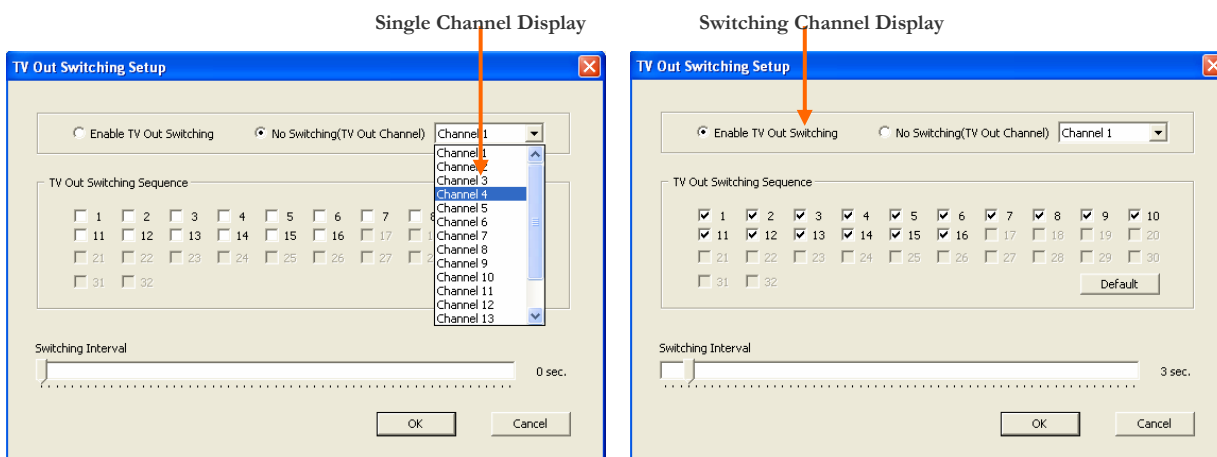 Single Channel Display
Switching Channel Display
TV Out Switching Setup
Enable TV Out Switching
No Switching(TV Out Channel)
Channel 1
Channel 1
Channel 2
Channel 3
Channel 4
Channel 5
Channel 6
Channel 7
Channel 8
Channel 9
Channel 10
Channel 11
Channel 12
Channel 13
TV Out Switching Sequence
1 2 3 4 5 6 7 8
11 12 13 14 15 16 17
21 22 23 24 25 26 27
31 32
Switching Interval
0 sec.
OK Cancel
TV Out Switching Setup
Enable TV Out Switching
No Switching(TV Out Channel)
Channel 1
TV Out Switching Sequence
1 2 3 4 5 6 7 8 9 10
11 12 13 14 15 16 17 18 19 20
21 22 23 24 25 26 27 28 29 30
31 32
Default
Switching Interval
3 sec.
OK Cancel